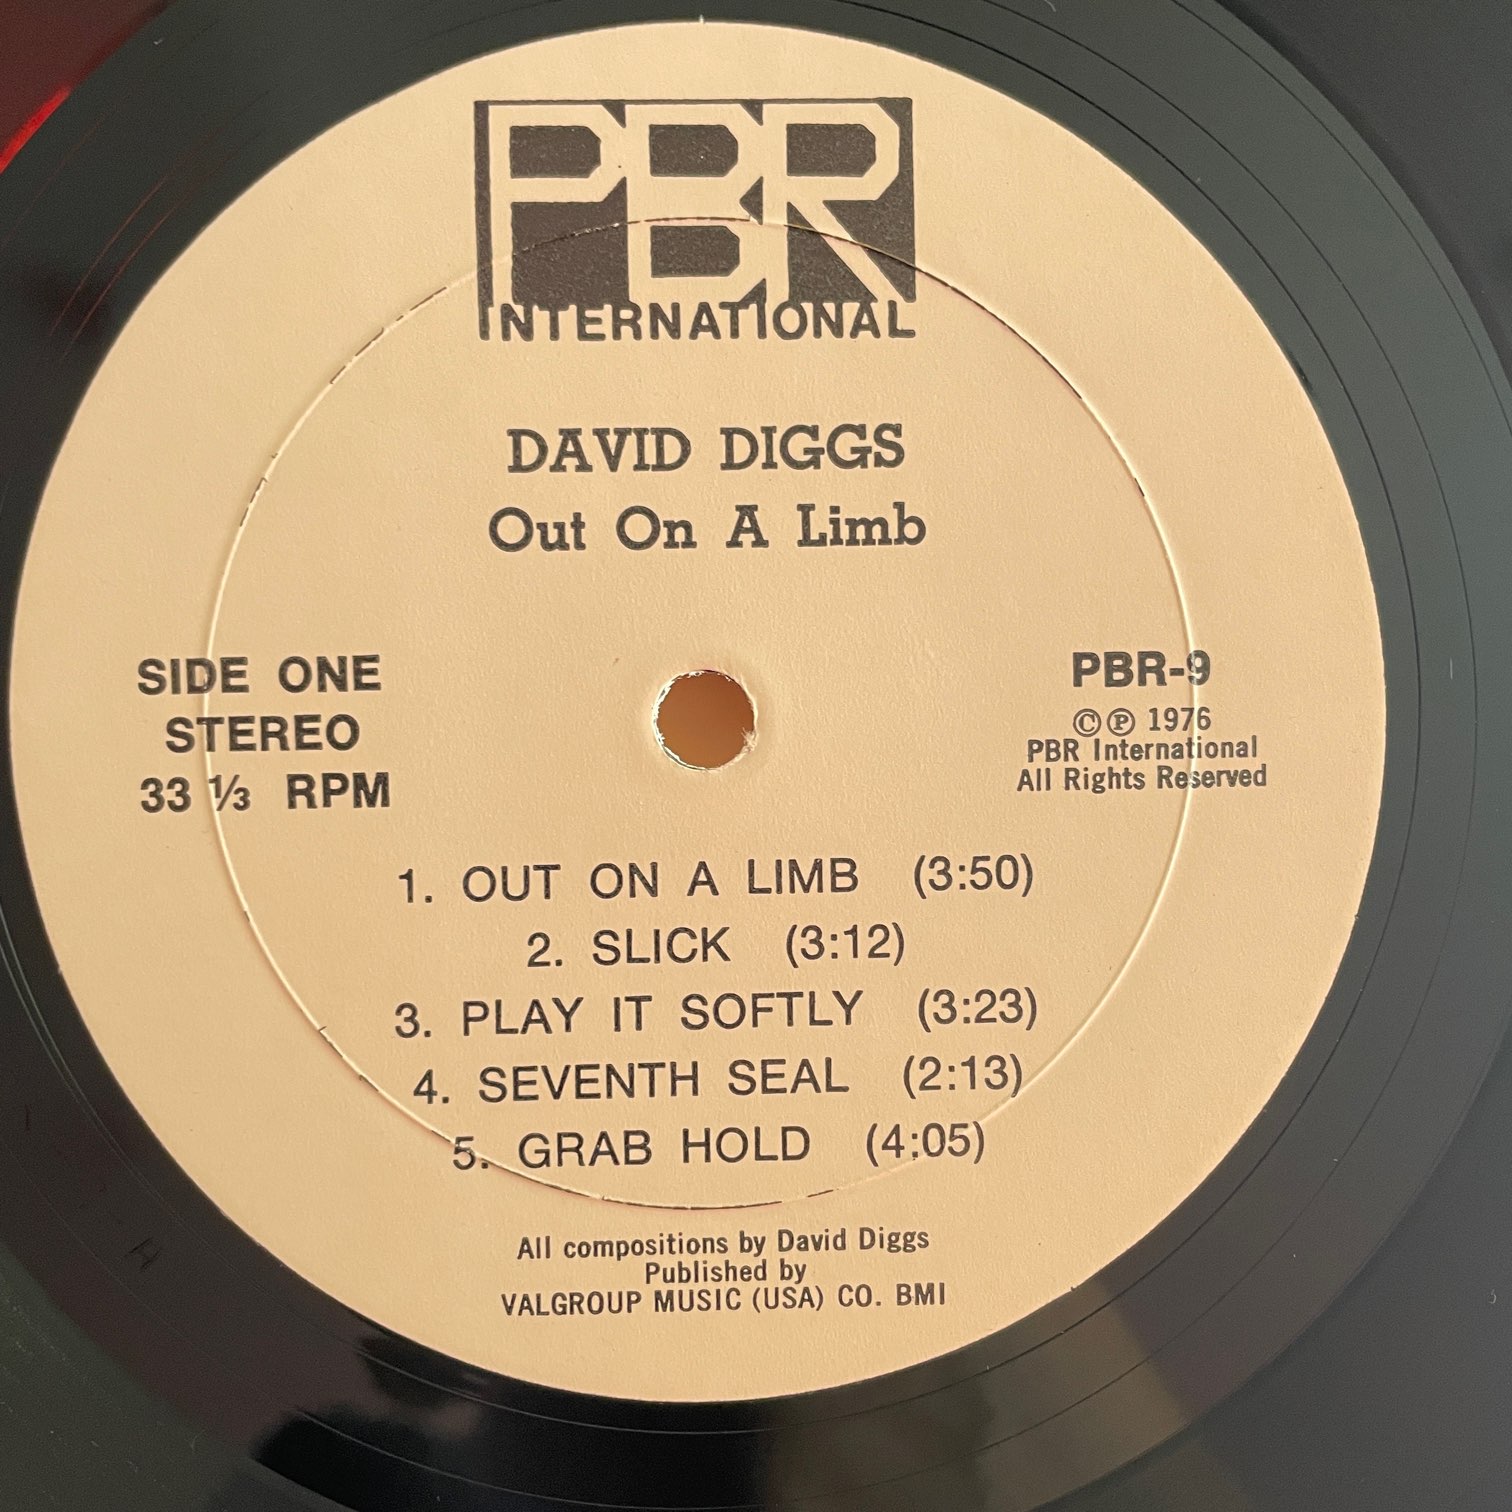 PBR
INTERNATIONAL
DAVID DIGGS
Out On A Limb
SIDE ONE
STEREO
33 ⅓ RPM
PBR-9
©℗ 1976
PBR International
All Rights Reserved
1. OUT ON A LIMB (3:50)
2. SLICK (3:12)
3. PLAY IT SOFTLY (3:23)
4. SEVENTH SEAL (2:13)
5. GRAB HOLD (4:05)
All compositions by David Diggs
Published by
VALGROUP MUSIC (USA) CO. BMI